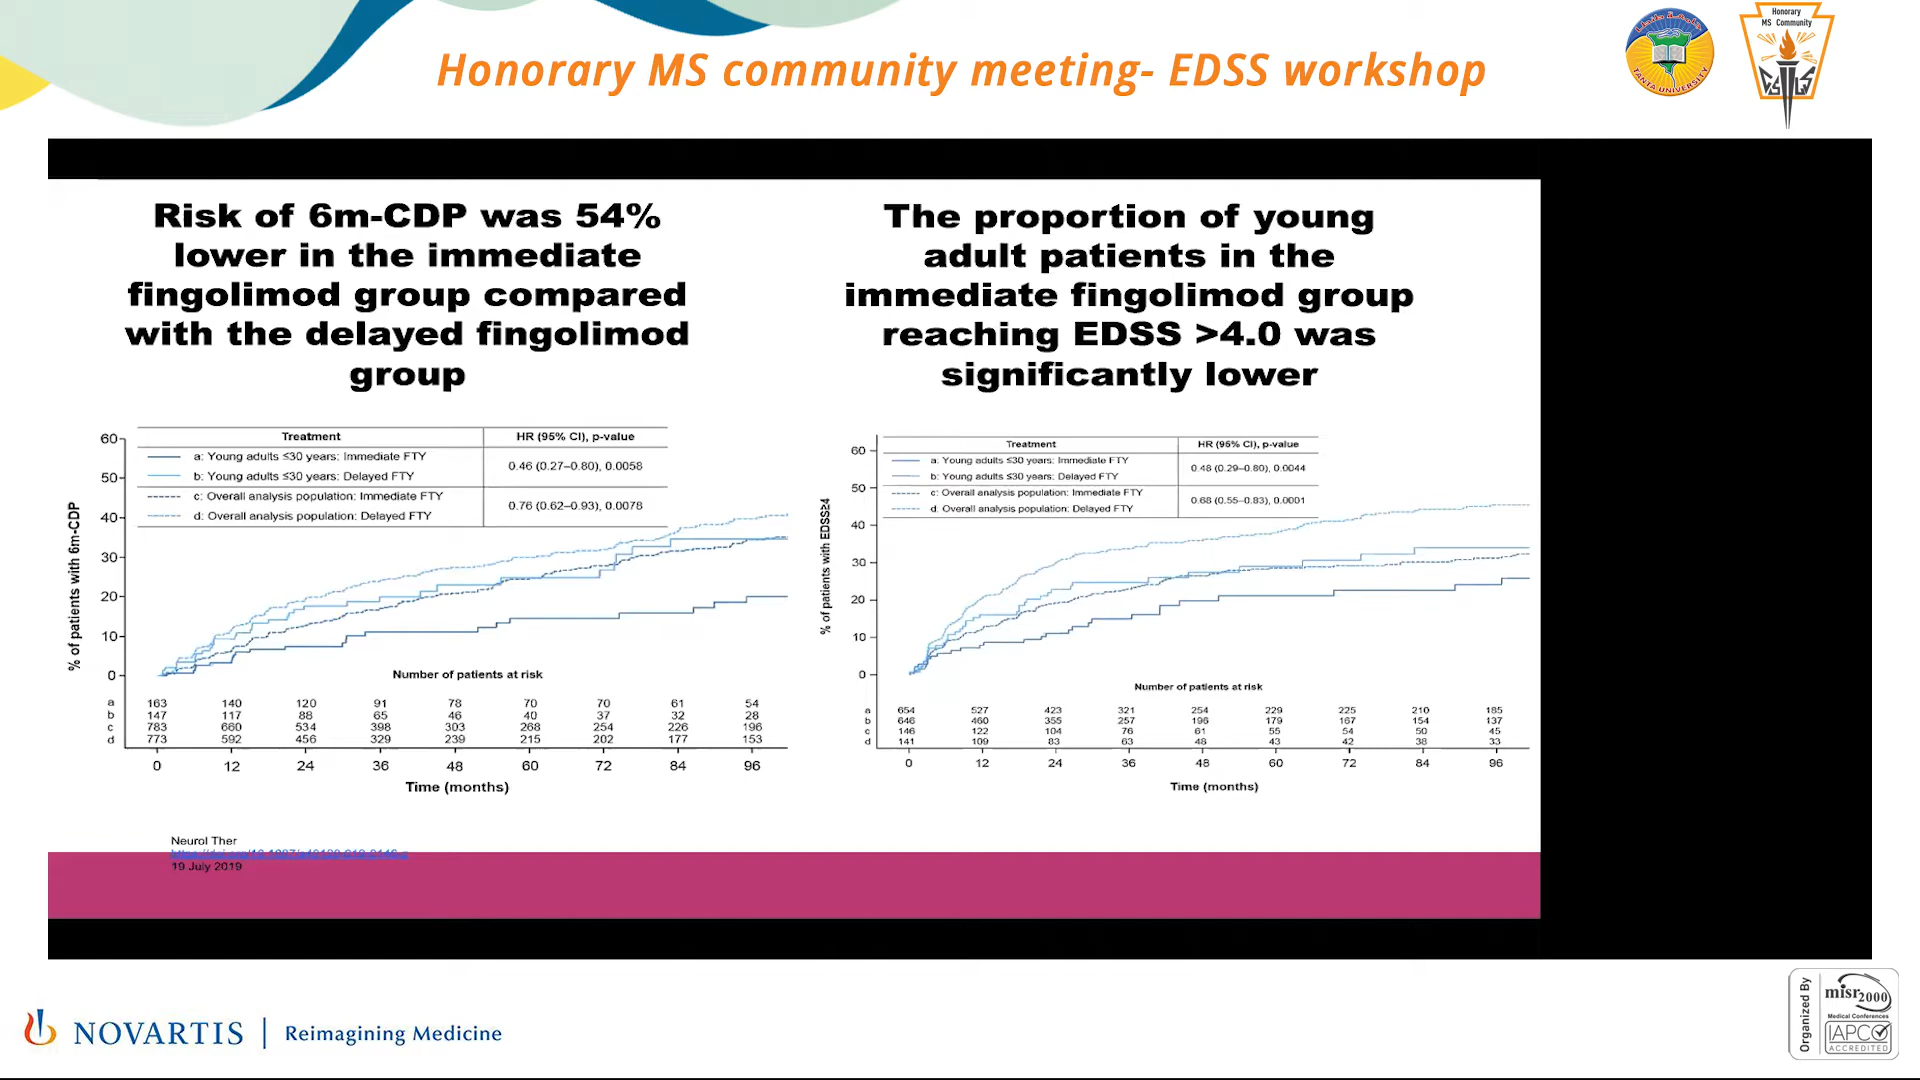 Honorary MS community meeting- EDSS workshop
Honorary
MS Community
TANTA UNIVERSITY
Risk of 6m-CDP was 54%
lower in the immediate
fingolimod group compared
with the delayed fingolimod
group
The proportion of young
adult patients in the
immediate fingolimod group
reaching EDSS >4.0 was
significantly lower
Treatment HR (95% CI), p-value
a: Young adults ≤30 years: Immediate FTY
0.46 (0.27–0.80), 0.0058
b: Young adults ≤30 years: Delayed FTY
c: Overall analysis population: Immediate FTY
0.76 (0.62–0.93), 0.0078
d: Overall analysis population: Delayed FTY
% of patients with 6m-CDP
60
50
40
30
20
10
0
Number of patients at risk
a 163 140 120 91 78 70 70 61 54
b 147 117 88 65 46 40 37 32 28
c 783 660 534 398 303 268 254 226 196
d 773 592 456 329 239 215 202 177 153
0 12 24 36 48 60 72 84 96
Time (months)
Treatment HR (95% CI), p-value
a: Young adults ≤30 years: Immediate FTY
0.48 (0.29–0.80), 0.0044
b: Young adults ≤30 years: Delayed FTY
c: Overall analysis population: Immediate FTY
0.68 (0.55–0.83), 0.0001
d: Overall analysis population: Delayed FTY
% of patients with EDSS≥4
60
50
40
30
20
10
0
Number of patients at risk
a 654 527 423 321 254 229 225 210 185
b 646 460 355 257 196 179 167 154 137
c 146 122 104 76 61 55 54 50 45
d 141 109 83 63 48 43 42 38 33
0 12 24 36 48 60 72 84 96
Time (months)
Neurol Ther
19 July 2019
NOVARTIS | Reimagining Medicine
Organized By
misr2000
Medical Conferences
IAPCO
ACCREDITED